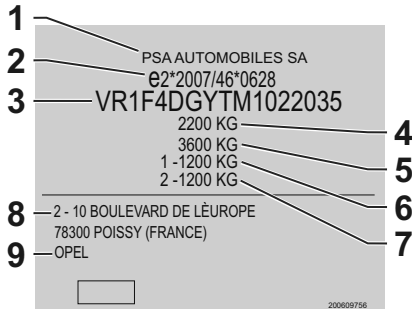 1
PSA AUTOMOBILES SA
2
e2*2007/46*0628
3
VR1F4DGYTM1022035
2200 KG
4
3600 KG
5
1 -1200 KG
6
2 -1200 KG
7
8
2 - 10 BOULEVARD DE LÈUROPE
78300 POISSY (FRANCE)
9
OPEL
200609756